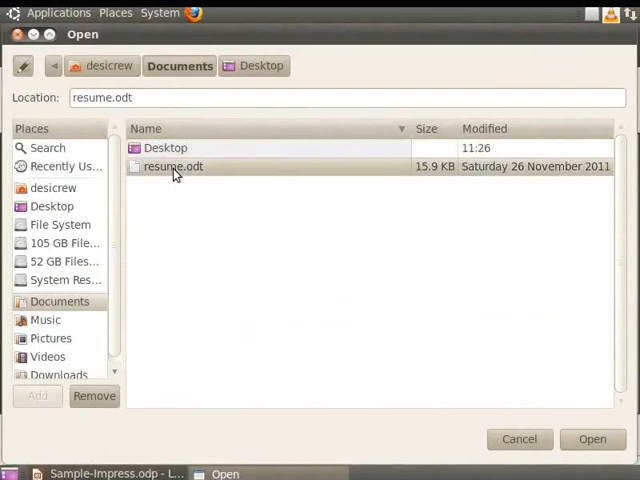 Applications Places System
Open
desicrew Documents Desktop
Location: resume.odt
Places Name Size Modified
Search Desktop 11:26
Recently Us... resume.odt 15.9 KB Saturday 26 November 2011
desicrew
Desktop
File System
105 GB File...
52 GB Files...
System Res...
Documents
Music
Pictures
Videos
Downloads
Add Remove
Cancel Open
Sample-Impress.odp - L... Open